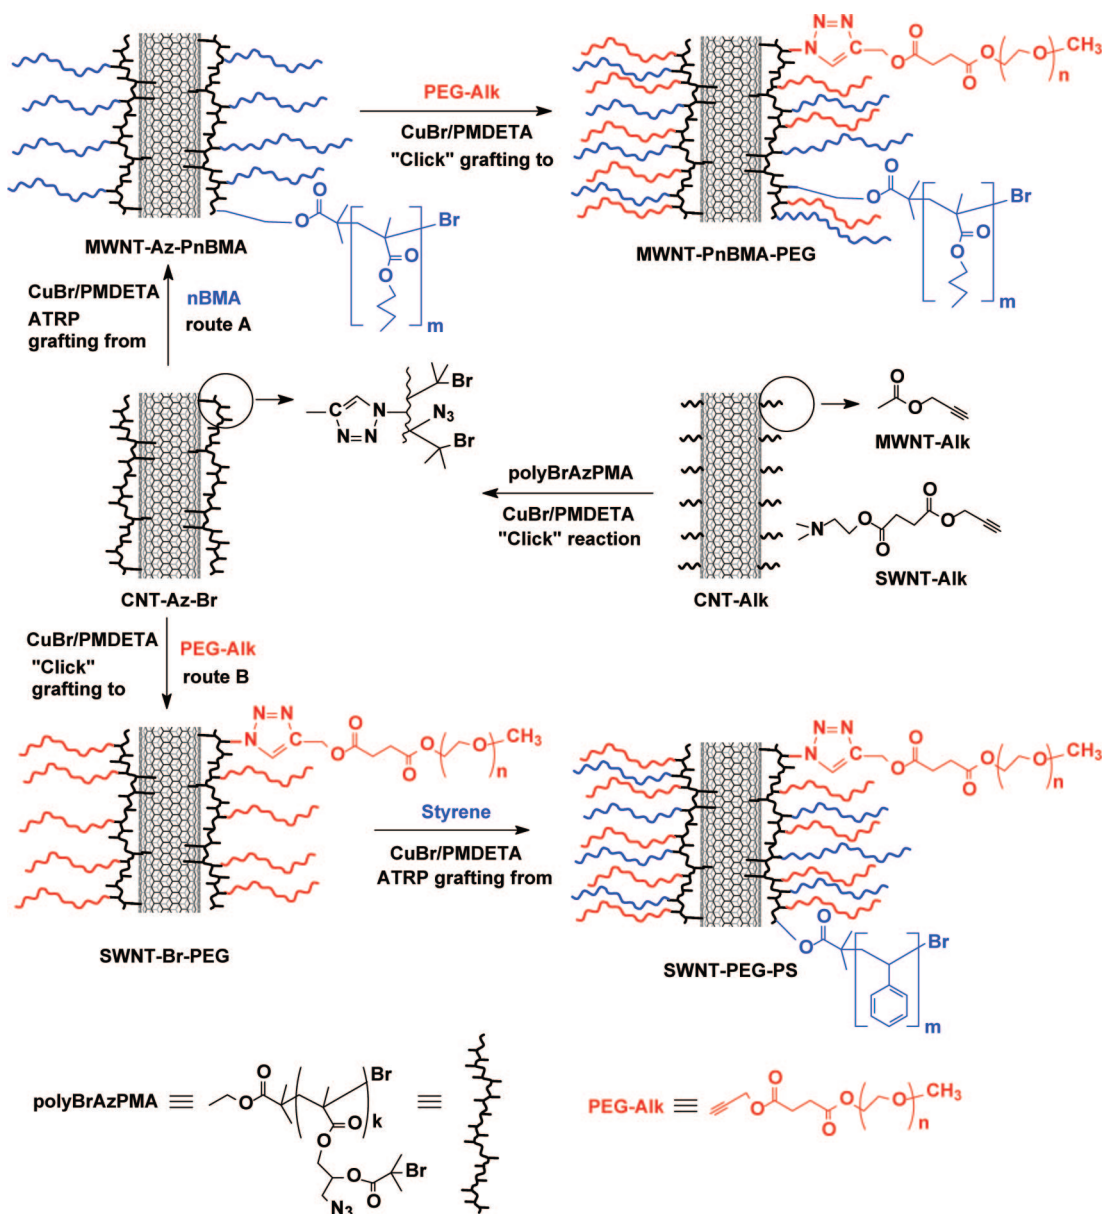 N=N
N
O
O
O
O
CH3
n
PEG-Alk
CuBr/PMDETA
"Click" grafting to
O
O
Br
O
O
m
MWNT-Az-PnBMA
O
O
Br
O
O
m
MWNT-PnBMA-PEG
CuBr/PMDETA
ATRP
grafting from
nBMA
route A
Br
N
N3
N=N
Br
O
O
MWNT-Alk
polyBrAzPMA
CuBr/PMDETA
"Click" reaction
N
O
O
O
O
SWNT-Alk
CNT-Az-Br
CNT-Alk
CuBr/PMDETA
"Click"
grafting to
PEG-Alk
route B
N=N
N
O
O
O
O
O
CH3
n
N=N
N
O
O
O
O
O
CH3
n
Styrene
CuBr/PMDETA
ATRP grafting from
SWNT-Br-PEG
O
O
Br
m
SWNT-PEG-PS
polyBrAzPMA
O
O
Br
k
O
O
O
O
Br
N3
PEG-Alk
O
O
O
O
O
CH3
n